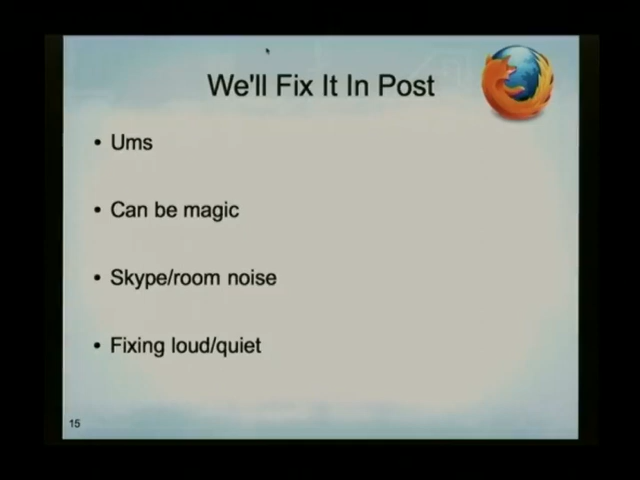 We'll Fix It In Post
• Ums
• Can be magic
• Skype/room noise
• Fixing loud/quiet
15